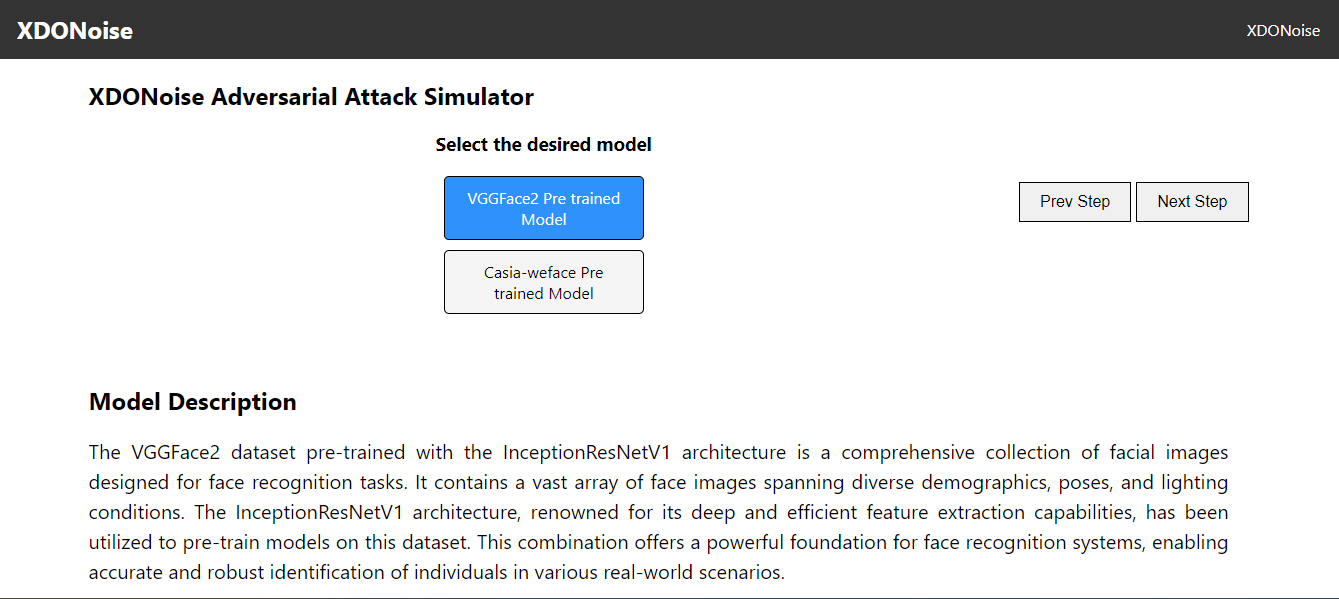 XDONoise
XDONoise
XDONoise Adversarial Attack Simulator
Select the desired model
VGGFace2 Pre trained
Model
Prev Step
Next Step
Casia-weface Pre
trained Model
Model Description
The VGGFace2 dataset pre-trained with the InceptionResNetV1 architecture is a comprehensive collection of facial images
designed for face recognition tasks. It contains a vast array of face images spanning diverse demographics, poses, and lighting
conditions. The InceptionResNetV1 architecture, renowned for its deep and efficient feature extraction capabilities, has been
utilized to pre-train models on this dataset. This combination offers a powerful foundation for face recognition systems, enabling
accurate and robust identification of individuals in various real-world scenarios.